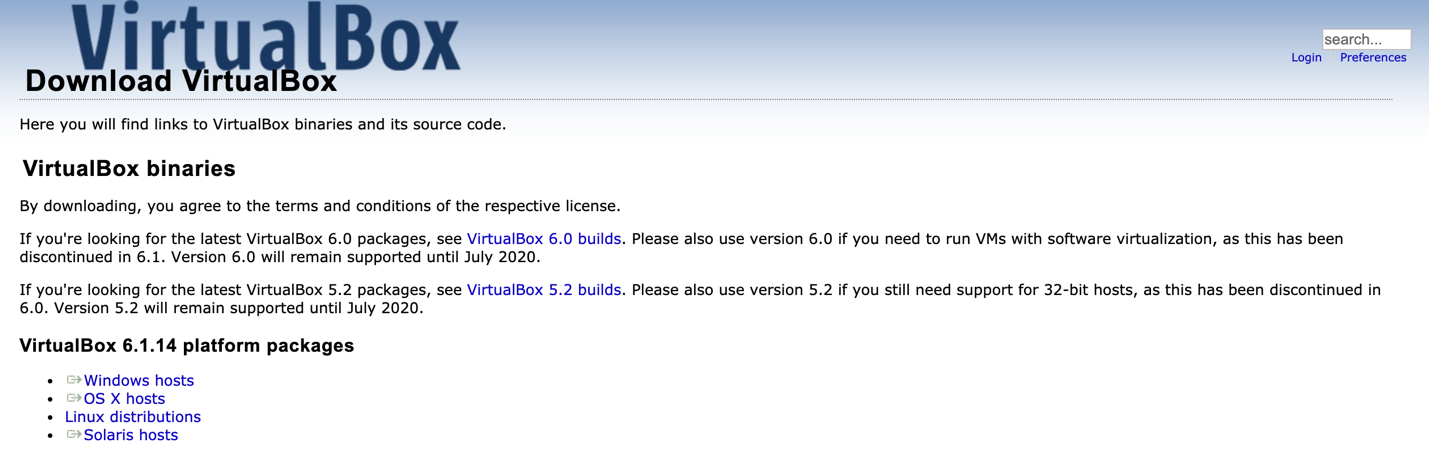 VirtualBox
search...
Login Preferences
Download VirtualBox
Here you will find links to VirtualBox binaries and its source code.
VirtualBox binaries
By downloading, you agree to the terms and conditions of the respective license.
If you're looking for the latest VirtualBox 6.0 packages, see VirtualBox 6.0 builds. Please also use version 6.0 if you need to run VMs with software virtualization, as this has been
discontinued in 6.1. Version 6.0 will remain supported until July 2020.
If you're looking for the latest VirtualBox 5.2 packages, see VirtualBox 5.2 builds. Please also use version 5.2 if you still need support for 32-bit hosts, as this has been discontinued in
6.0. Version 5.2 will remain supported until July 2020.
VirtualBox 6.1.14 platform packages
Windows hosts
OS X hosts
Linux distributions
Solaris hosts